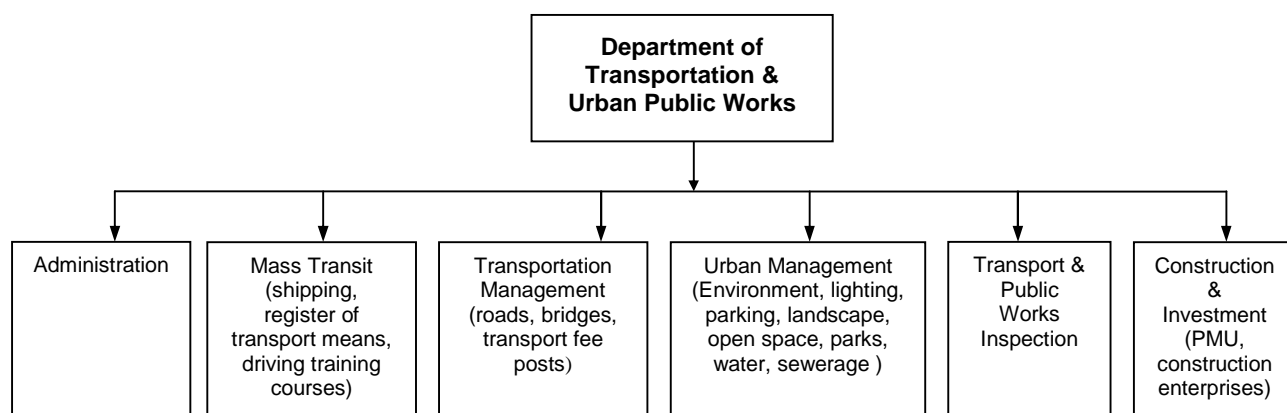 Department of
Transportation &
Urban Public Works
Administration
Mass Transit
(shipping,
register of
transport means,
driving training
courses)
Transportation
Management
(roads, bridges,
transport fee
posts)
Urban Management
(Environment, lighting,
parking, landscape,
open space, parks,
water, sewerage )
Transport &
Public
Works
Inspection
Construction
&
Investment
(PMU,
construction
enterprises)